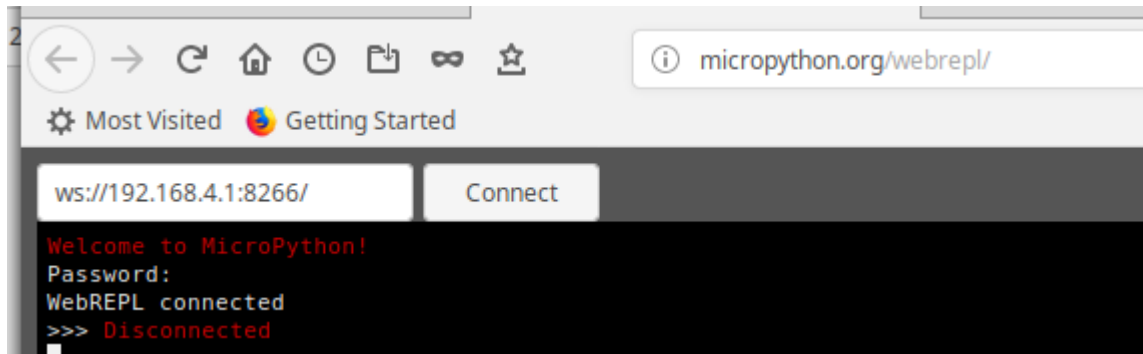 2
micropython.org/webrepl/
Most Visited Getting Started
ws://192.168.4.1:8266/ Connect
Welcome to MicroPython!
Password:
WebREPL connected
>>> Disconnected